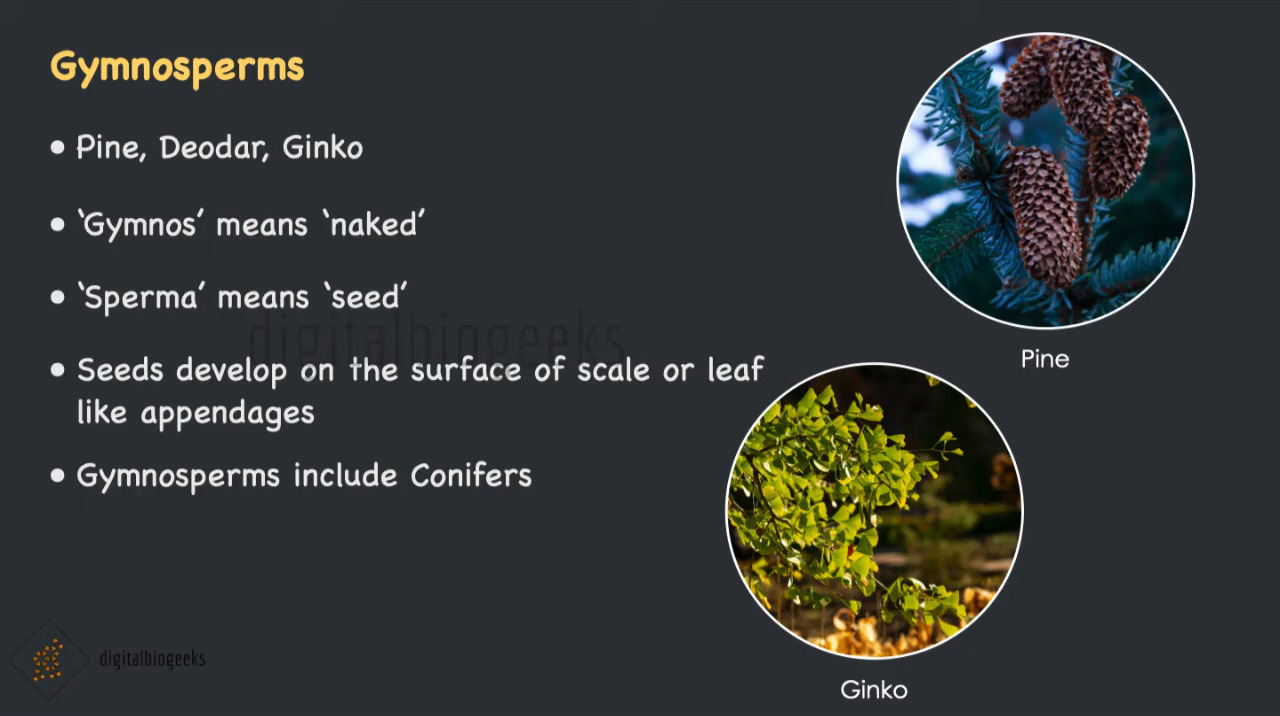 Gymnosperms
• Pine, Deodar, Ginko
• ‘Gymnos’ means ‘naked’
• ‘Sperma’ means ‘seed’
digitalbiogeeks
• Seeds develop on the surface of scale or leaf
like appendages
• Gymnosperms include Conifers
Pine
Ginko
digitalbiogeeks